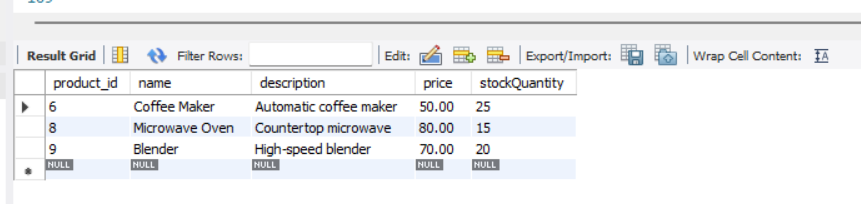 Result Grid Filter Rows: Edit: Export/Import: Wrap Cell Content: IA
product_id name description price stockQuantity
6 Coffee Maker Automatic coffee maker 50.00 25
8 Microwave Oven Countertop microwave 80.00 15
9 Blender High-speed blender 70.00 20
NULL NULL NULL NULL NULL